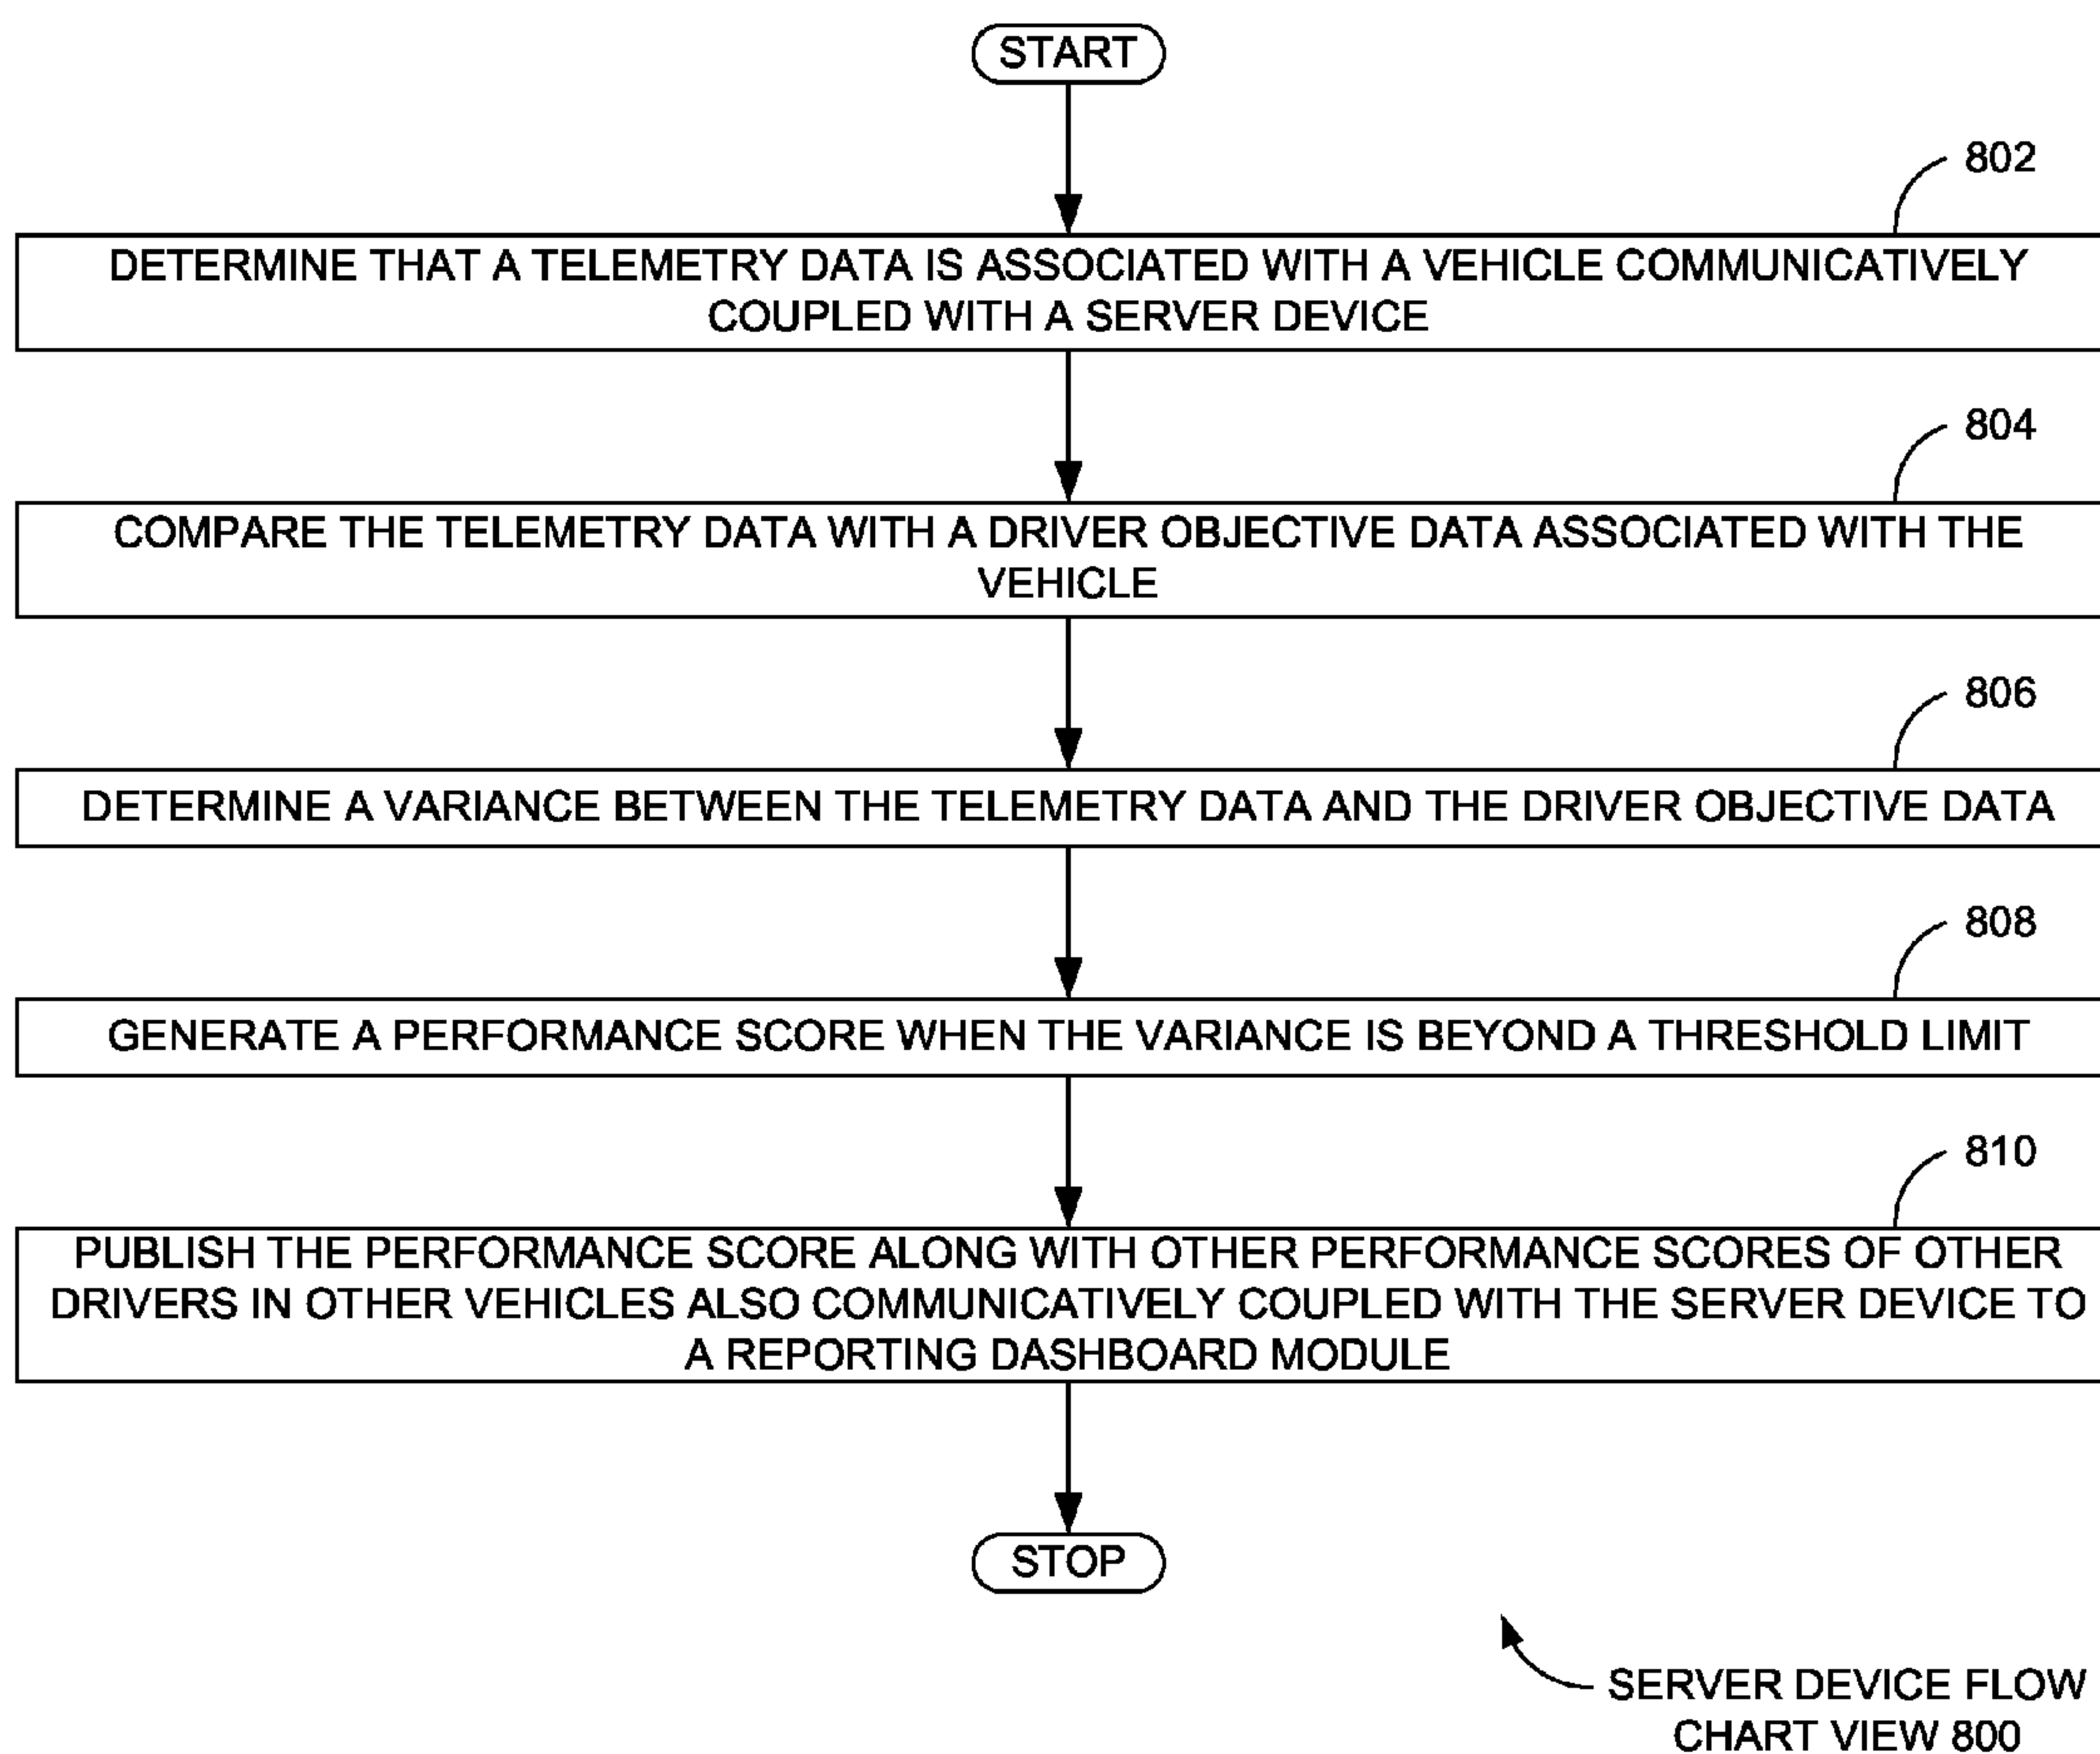 START
802
DETERMINE THAT A TELEMETRY DATA IS ASSOCIATED WITH A VEHICLE COMMUNICATIVELY
COUPLED WITH A SERVER DEVICE
804
COMPARE THE TELEMETRY DATA WITH A DRIVER OBJECTIVE DATA ASSOCIATED WITH THE
VEHICLE
806
DETERMINE A VARIANCE BETWEEN THE TELEMETRY DATA AND THE DRIVER OBJECTIVE DATA
808
GENERATE A PERFORMANCE SCORE WHEN THE VARIANCE IS BEYOND A THRESHOLD LIMIT
810
PUBLISH THE PERFORMANCE SCORE ALONG WITH OTHER PERFORMANCE SCORES OF OTHER
DRIVERS IN OTHER VEHICLES ALSO COMMUNICATIVELY COUPLED WITH THE SERVER DEVICE TO
A REPORTING DASHBOARD MODULE
STOP
SERVER DEVICE FLOW
CHART VIEW 800